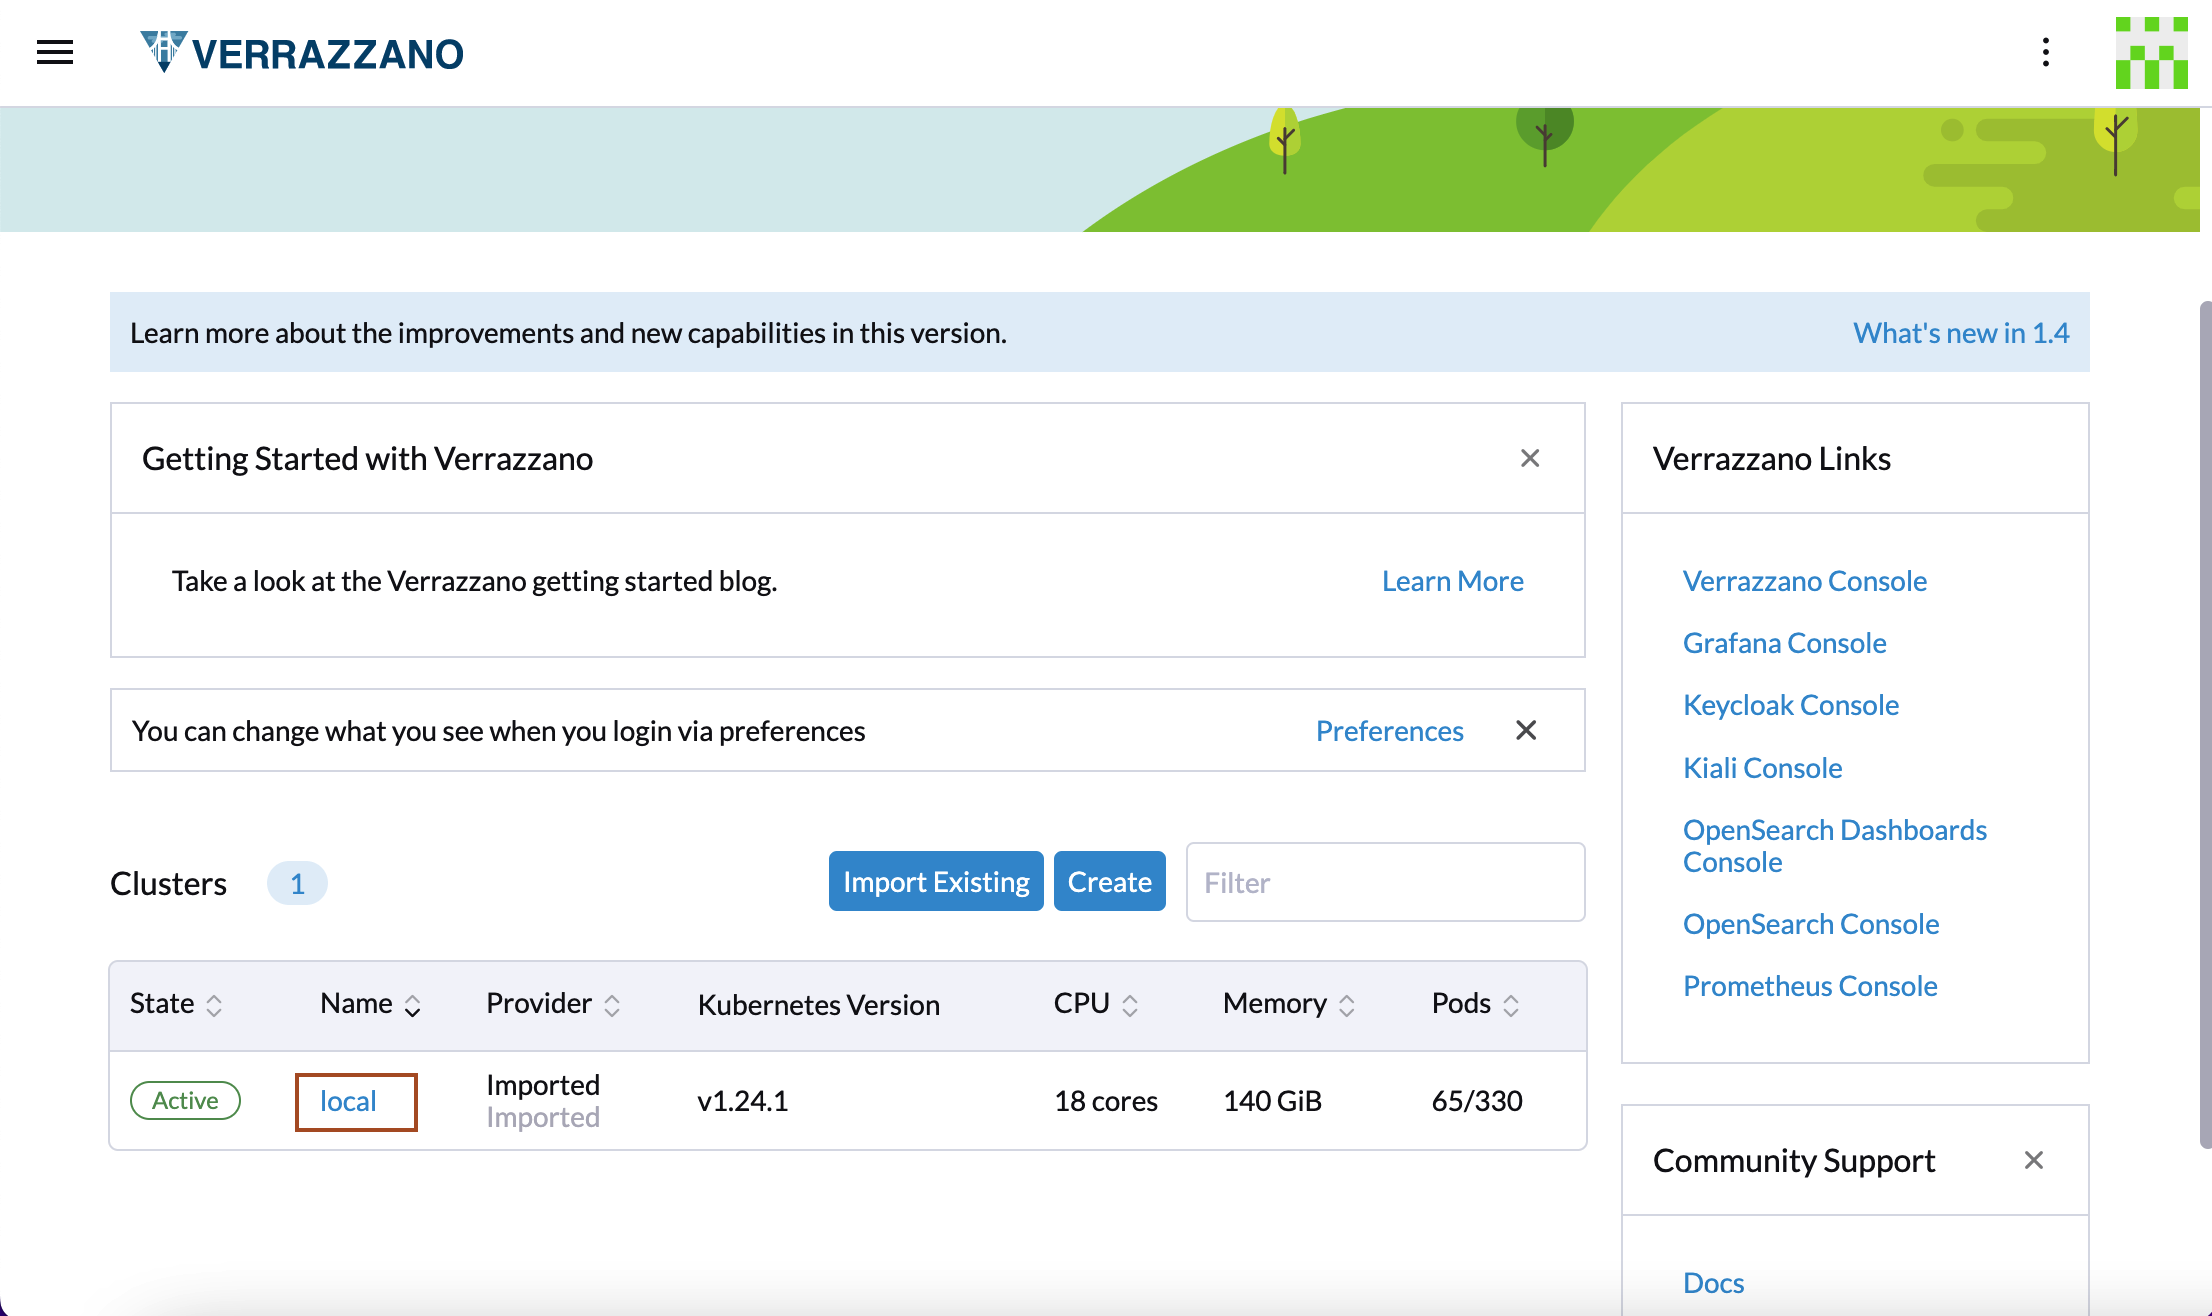 VERRAZZANO
Learn more about the improvements and new capabilities in this version.
What's new in 1.4
Getting Started with Verrazzano
Take a look at the Verrazzano getting started blog.
Learn More
You can change what you see when you login via preferences
Preferences
Clusters 1
Import Existing
Create
Filter
State Name Provider Kubernetes Version CPU Memory Pods
Active local Imported v1.24.1 18 cores 140 GiB 65/330
Imported
Verrazzano Links
Verrazzano Console
Grafana Console
Keycloak Console
Kiali Console
OpenSearch Dashboards
Console
OpenSearch Console
Prometheus Console
Community Support
Docs